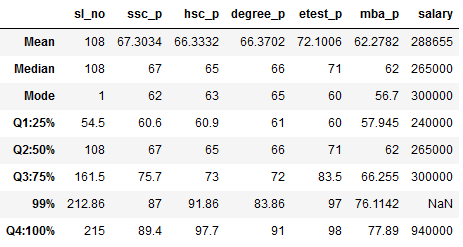 sl_no ssc_p hsc_p degree_p etest_p mba_p salary
Mean 108 67.3034 66.3332 66.3702 72.1006 62.2782 288655
Median 108 67 65 66 71 62 265000
Mode 1 62 63 65 60 56.7 300000
Q1:25% 54.5 60.6 60.9 61 60 57.945 240000
Q2:50% 108 67 65 66 71 62 265000
Q3:75% 161.5 75.7 73 72 83.5 66.255 300000
99% 212.86 87 91.86 83.86 97 76.1142 NaN
Q4:100% 215 89.4 97.7 91 98 77.89 940000